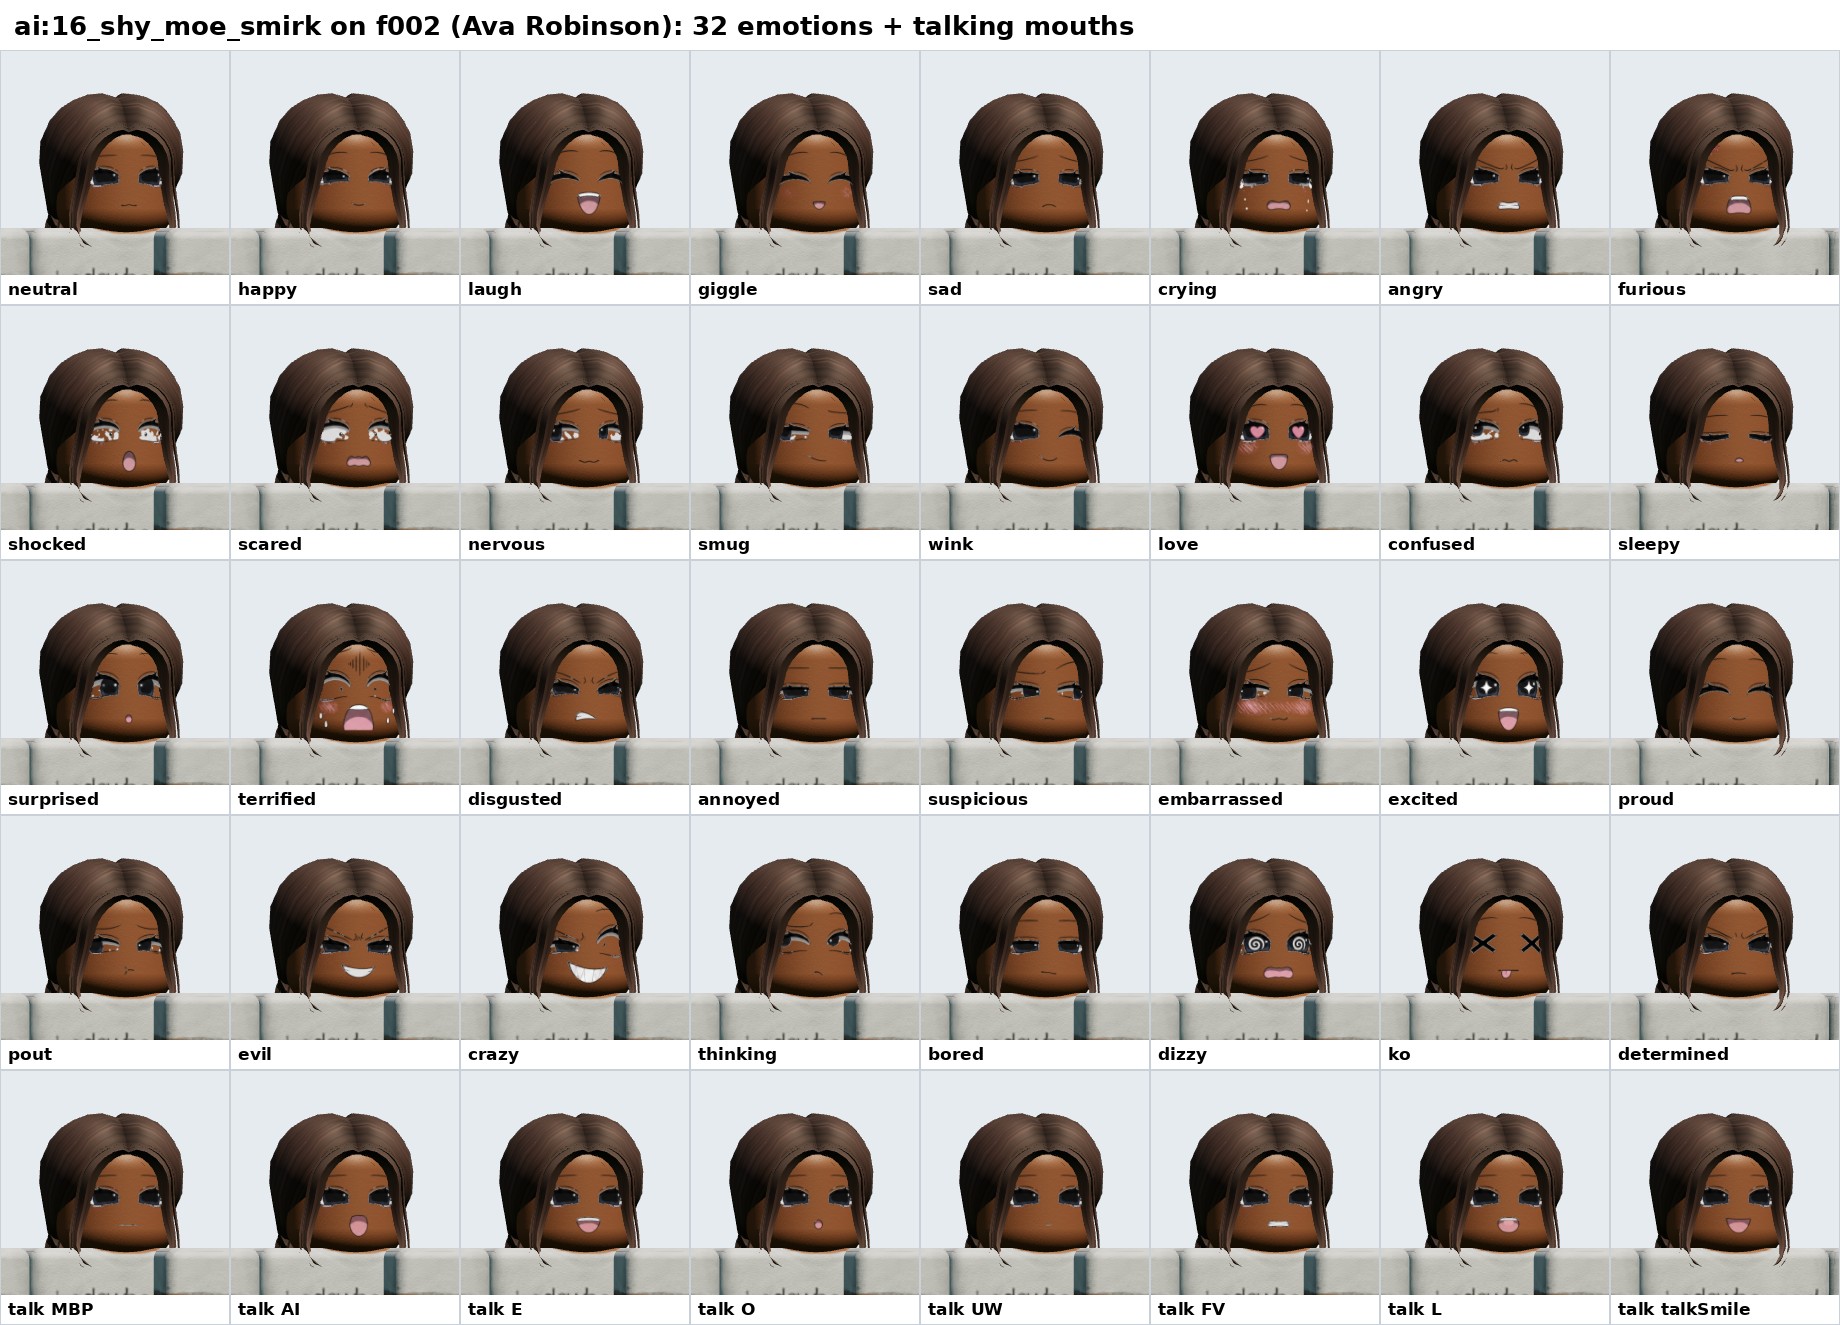 ai:16_shy_moe_smirk on f002 (Ava Robinson): 32 emotions + talking mouths
neutral happy laugh giggle sad crying angry furious
shocked scared nervous smug wink love confused sleepy
surprised terrified disgusted annoyed suspicious embarrassed excited proud
pout evil crazy thinking bored dizzy ko determined
talk MBP talk AI talk E talk O talk UW talk FV talk L talk talkSmile